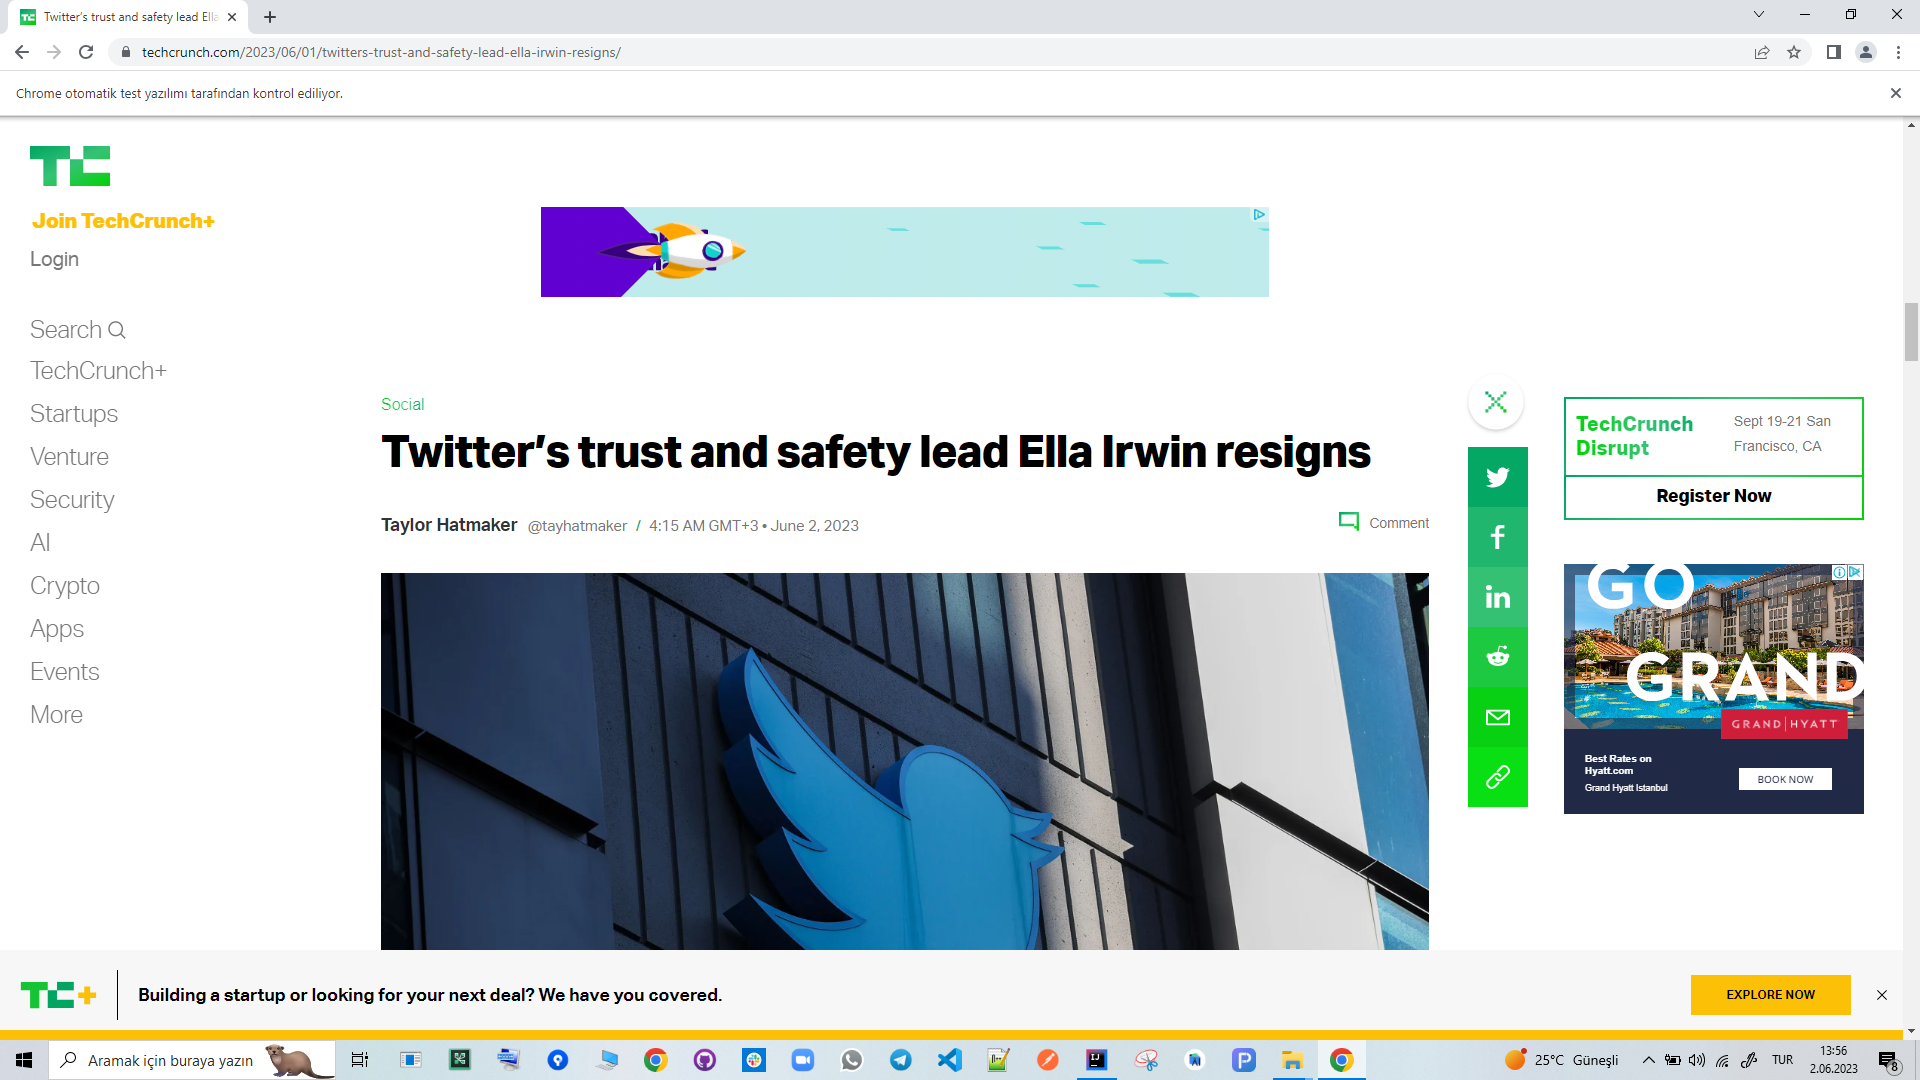 Twitter's trust and safety lead Ella
techcrunch.com/2023/06/01/twitters-trust-and-safety-lead-ella-irwin-resigns/
Chrome otomatik test yazılımı tarafından kontrol ediliyor.
TC
Join TechCrunch+
Login
Search
TechCrunch+
Startups
Venture
Security
AI
Crypto
Apps
Events
More
Social
Twitter's trust and safety lead Ella Irwin resigns
Taylor Hatmaker @tayhatmaker / 4:15 AM GMT+3 • June 2, 2023
Comment
TechCrunch Disrupt
Sept 19-21 San Francisco, CA
Register Now
GO
GRAND
GRAND | HYATT
Best Rates on
Hyatt.com
Grand Hyatt Istanbul
BOOK NOW
TC+
Building a startup or looking for your next deal? We have you covered.
EXPLORE NOW
Aramak için buraya yazın
25°C Güneşli
TUR
13:56
2.06.2023
8